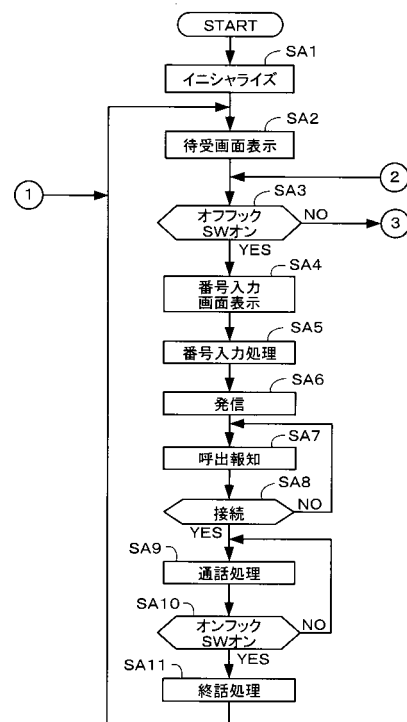 START
SA1
イニシャライズ
SA2
待受画面表示
1
2
SA3
オフフック
SWオン
NO
3
YES
SA4
番号入力
画面表示
SA5
番号入力処理
SA6
発信
SA7
呼出報知
SA8
接続
NO
YES
SA9
通話処理
SA10
オンフック
SWオン
NO
YES
SA11
終話処理